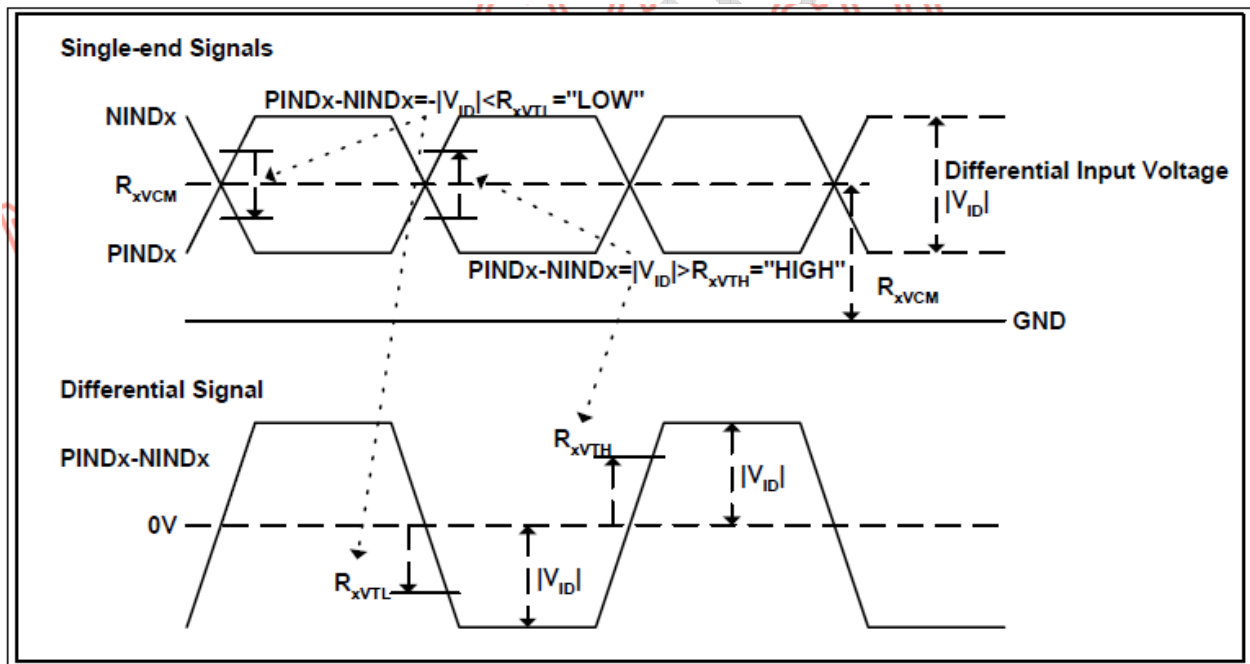 Single-end Signals
PINDx-NINDx=-|VID|<RxVTL="LOW"
NINDx
Differential Input Voltage
|VID|
RxVCM
PINDx
PINDx-NINDx=|VID|>RxVTH="HIGH"
RxVCM
GND
Differential Signal
RxVTH
PINDx-NINDx
|VID|
0V
RxVTL
|VID|